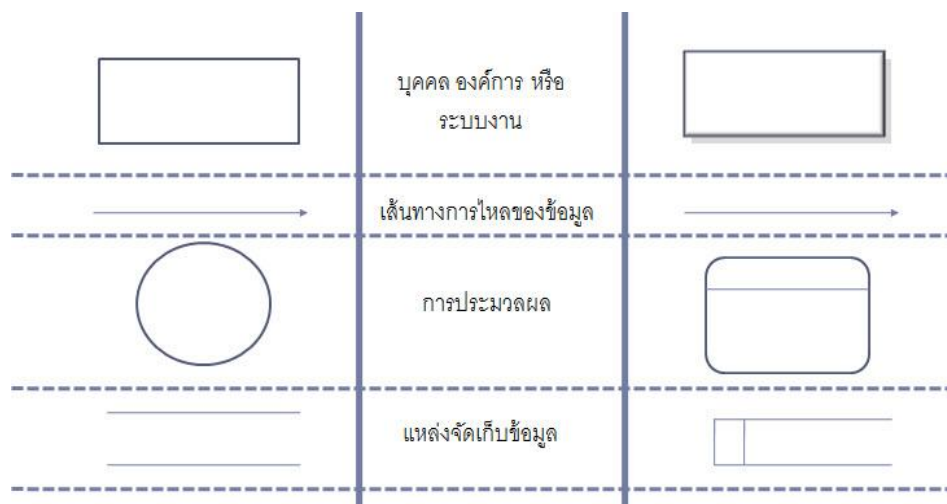 บุคคล องค์การ หรือ
ระบบงาน
เส้นทางการไหลของข้อมูล
การประมวลผล
แหล่งจัดเก็บข้อมูล